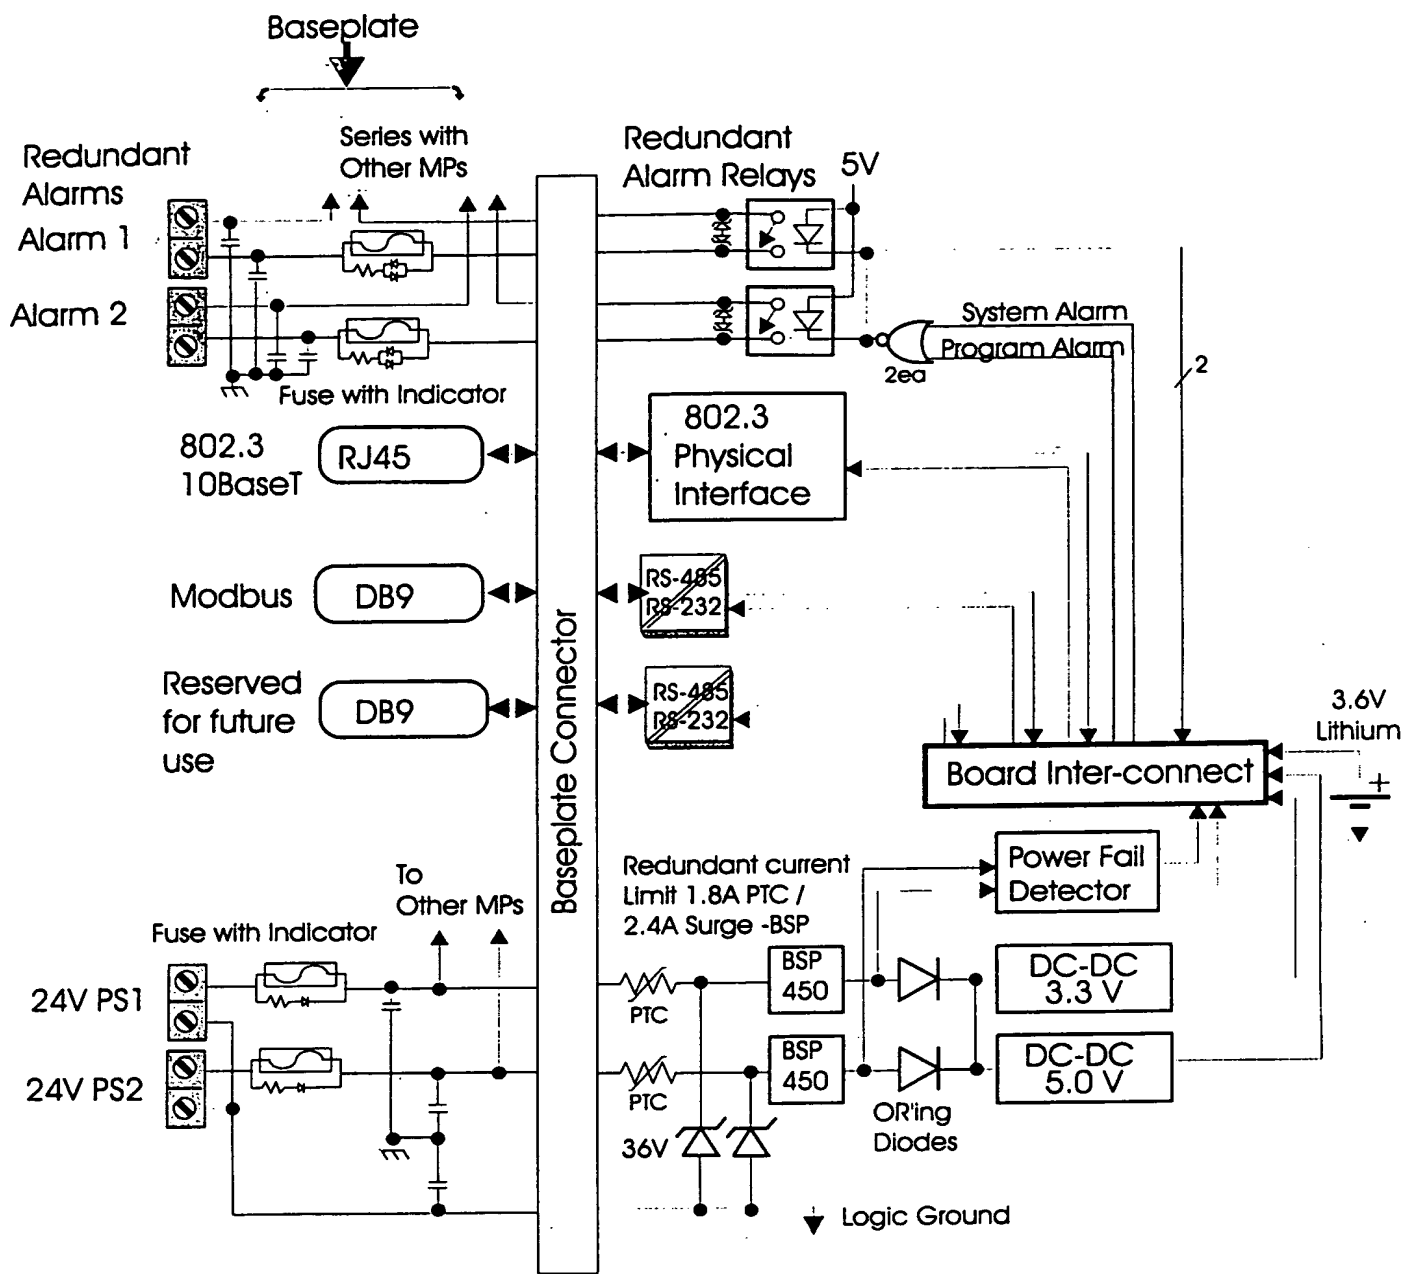 Baseplate
Redundant
Alarms
Alarm 1
Alarm 2
Series with
Other MPs
Fuse with Indicator
Redundant
Alarm Relays
5V
System Alarm
Program Alarm
2ea
2
802.3
10BaseT
RJ45
802.3
Physical
Interface
Modbus
DB9
RS-485
RS-232
Reserved
for future
use
DB9
RS-485
RS-232
Baseplate Connector
3.6V
Lithium
+
Board Inter-connect
Power Fail
Detector
To
Other MPs
Fuse with Indicator
24V PS1
24V PS2
Redundant current
Limit 1.8A PTC /
2.4A Surge -BSP
PTC
BSP
450
DC-DC
3.3 V
PTC
BSP
450
DC-DC
5.0 V
36V
OR'ing
Diodes
Logic Ground